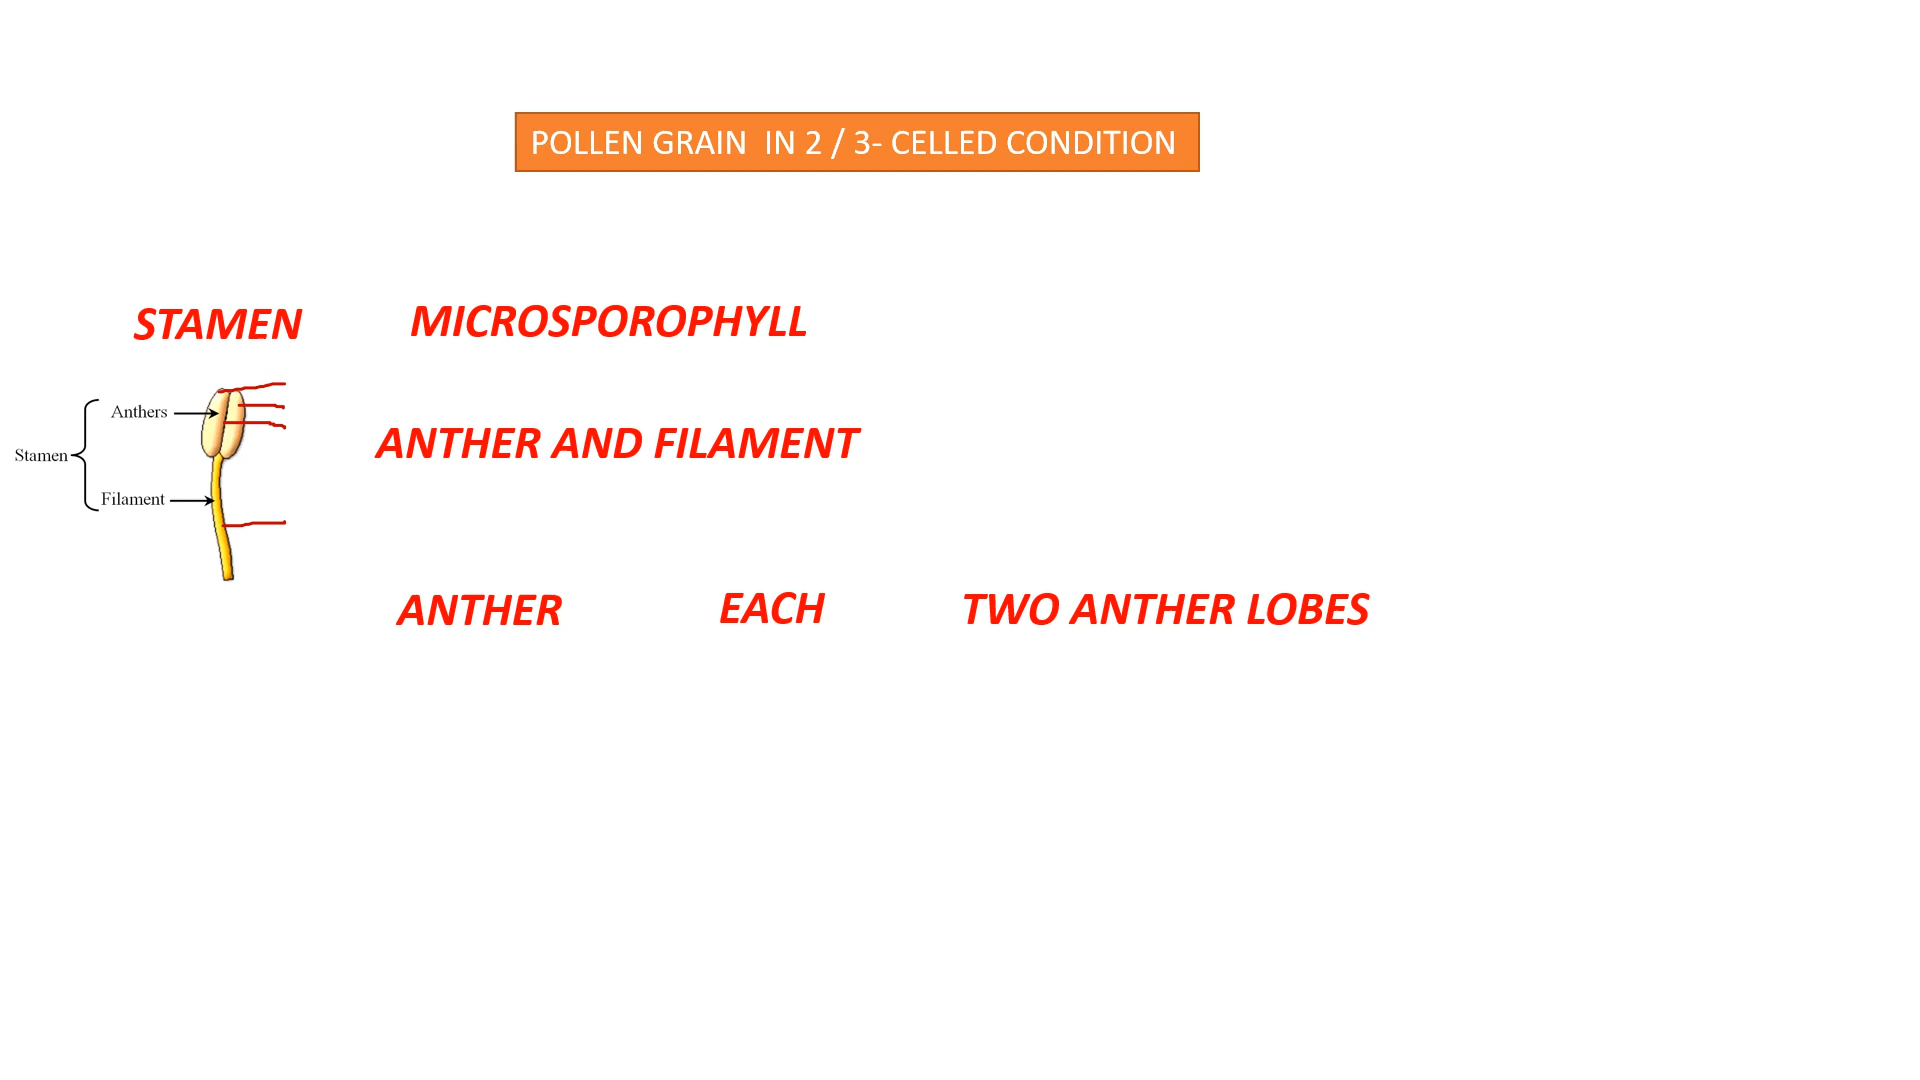 POLLEN GRAIN  IN 2 / 3- CELLED CONDITION
STAMEN
MICROSPOROPHYLL
Anthers
Stamen
Filament
ANTHER AND FILAMENT
ANTHER
EACH
TWO ANTHER LOBES